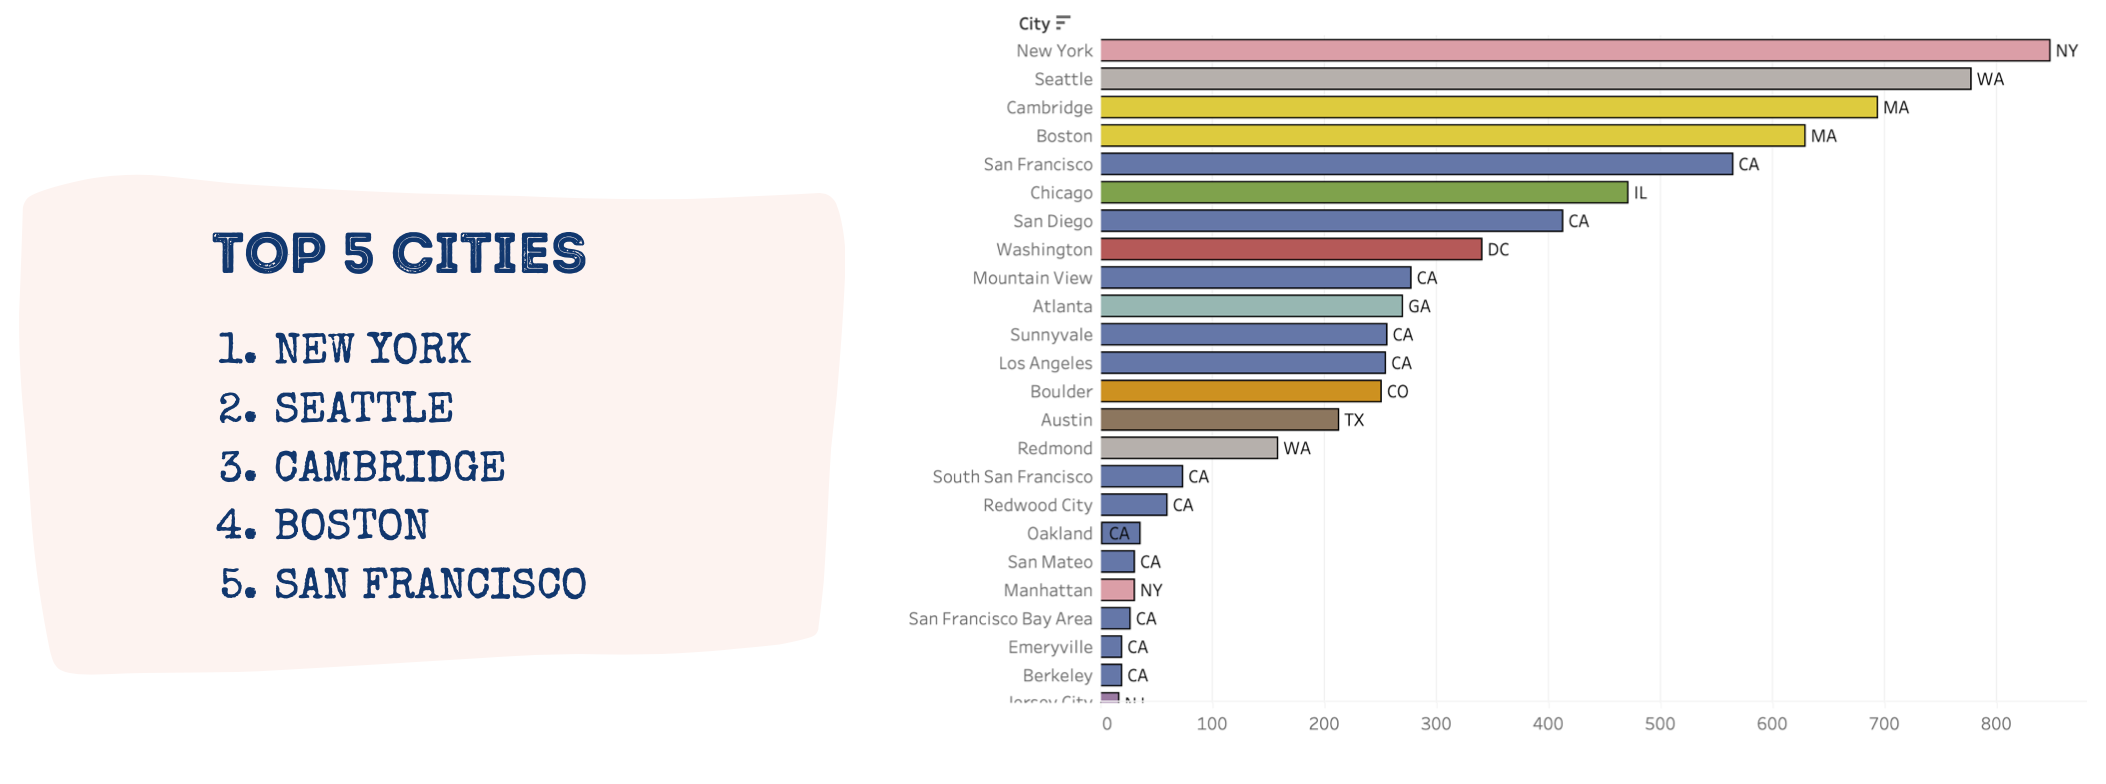 TOP 5 CITIES
1. NEW YORK
2. SEATTLE
3. CAMBRIDGE
4. BOSTON
5. SAN FRANCISCO
City
New York NY
Seattle WA
Cambridge MA
Boston MA
San Francisco CA
Chicago IL
San Diego CA
Washington DC
Mountain View CA
Atlanta GA
Sunnyvale CA
Los Angeles CA
Boulder CO
Austin TX
Redmond WA
South San Francisco CA
Redwood City CA
Oakland CA
San Mateo CA
Manhattan NY
San Francisco Bay Area CA
Emeryville CA
Berkeley CA
Jersey City NJ
0 100 200 300 400 500 600 700 800